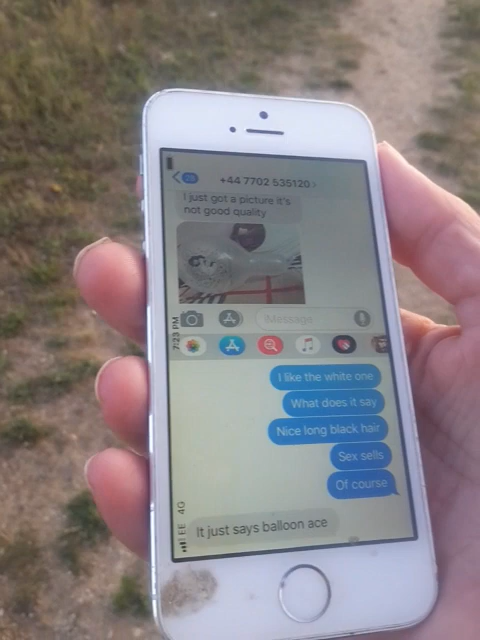 +44 7702 535120
I just got a picture it's
not good quality
iMessage
7:23 PM
I like the white one
What does it say
Nice long black hair
Sex sells
Of course
EE 4G
It just says balloon ace